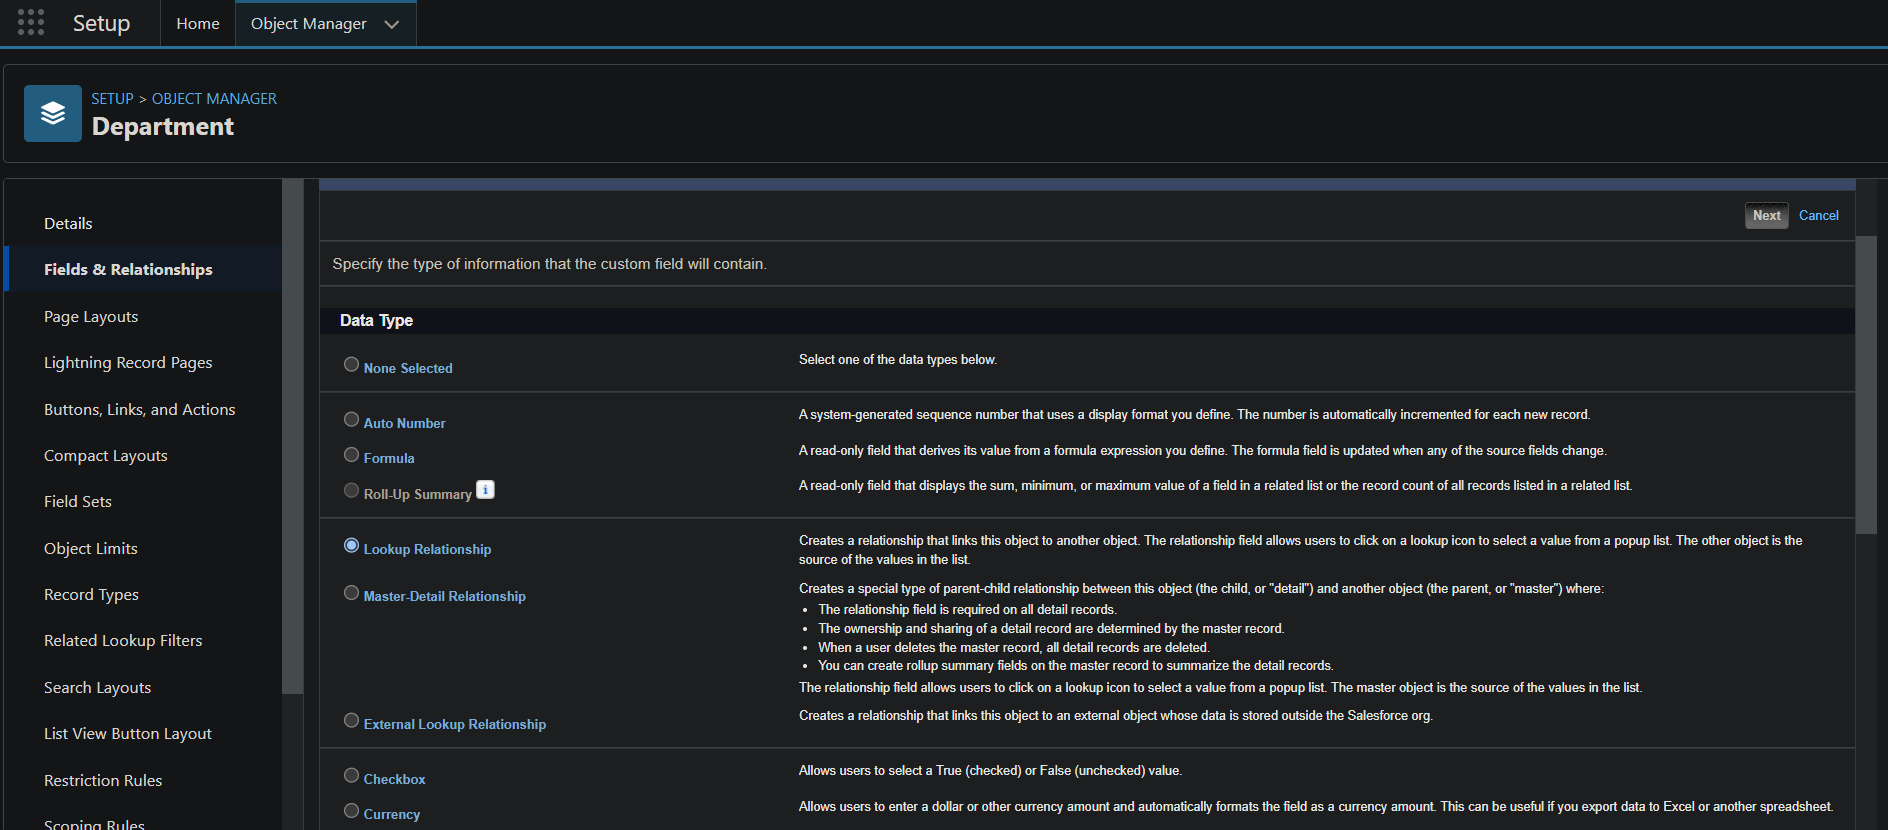 Setup
Home
Object Manager
SETUP > OBJECT MANAGER
Department
Details
Fields & Relationships
Page Layouts
Lightning Record Pages
Buttons, Links, and Actions
Compact Layouts
Field Sets
Object Limits
Record Types
Related Lookup Filters
Search Layouts
List View Button Layout
Restriction Rules
Scoping Rules
Next Cancel
Specify the type of information that the custom field will contain.
Data Type
None Selected
Select one of the data types below.
Auto Number
A system-generated sequence number that uses a display format you define. The number is automatically incremented for each new record.
Formula
A read-only field that derives its value from a formula expression you define. The formula field is updated when any of the source fields change.
Roll-Up Summary i
A read-only field that displays the sum, minimum, or maximum value of a field in a related list or the record count of all records listed in a related list.
Lookup Relationship
Creates a relationship that links this object to another object. The relationship field allows users to click on a lookup icon to select a value from a popup list. The other object is the
source of the values in the list.
Master-Detail Relationship
Creates a special type of parent-child relationship between this object (the child, or "detail") and another object (the parent, or "master") where:
• The relationship field is required on all detail records.
• The ownership and sharing of a detail record are determined by the master record.
• When a user deletes the master record, all detail records are deleted.
• You can create rollup summary fields on the master record to summarize the detail records.
The relationship field allows users to click on a lookup icon to select a value from a popup list. The master object is the source of the values in the list.
External Lookup Relationship
Creates a relationship that links this object to an external object whose data is stored outside the Salesforce org.
Checkbox
Allows users to select a True (checked) or False (unchecked) value.
Currency
Allows users to enter a dollar or other currency amount and automatically formats the field as a currency amount. This can be useful if you export data to Excel or another spreadsheet.